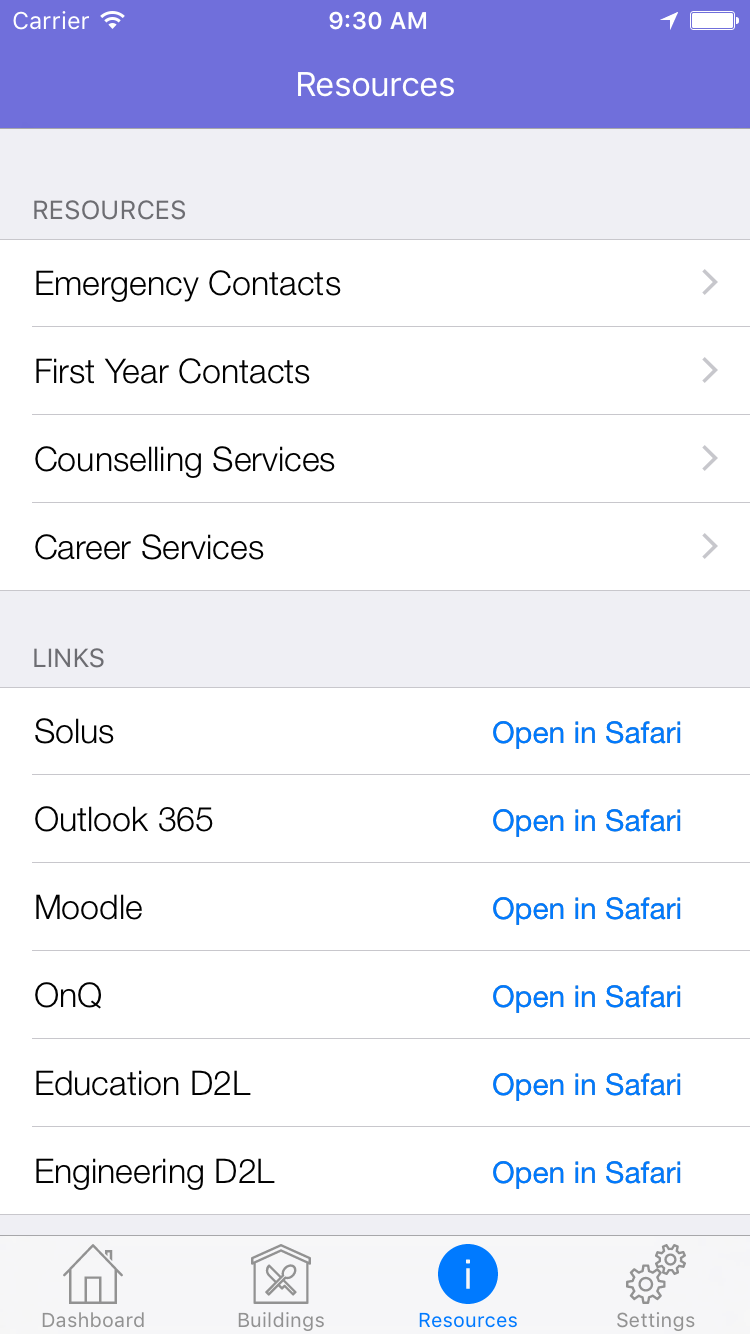 Carrier 9:30 AM
Resources
RESOURCES
Emergency Contacts
First Year Contacts
Counselling Services
Career Services
LINKS
Solus Open in Safari
Outlook 365 Open in Safari
Moodle Open in Safari
OnQ Open in Safari
Education D2L Open in Safari
Engineering D2L Open in Safari
Dashboard Buildings Resources Settings